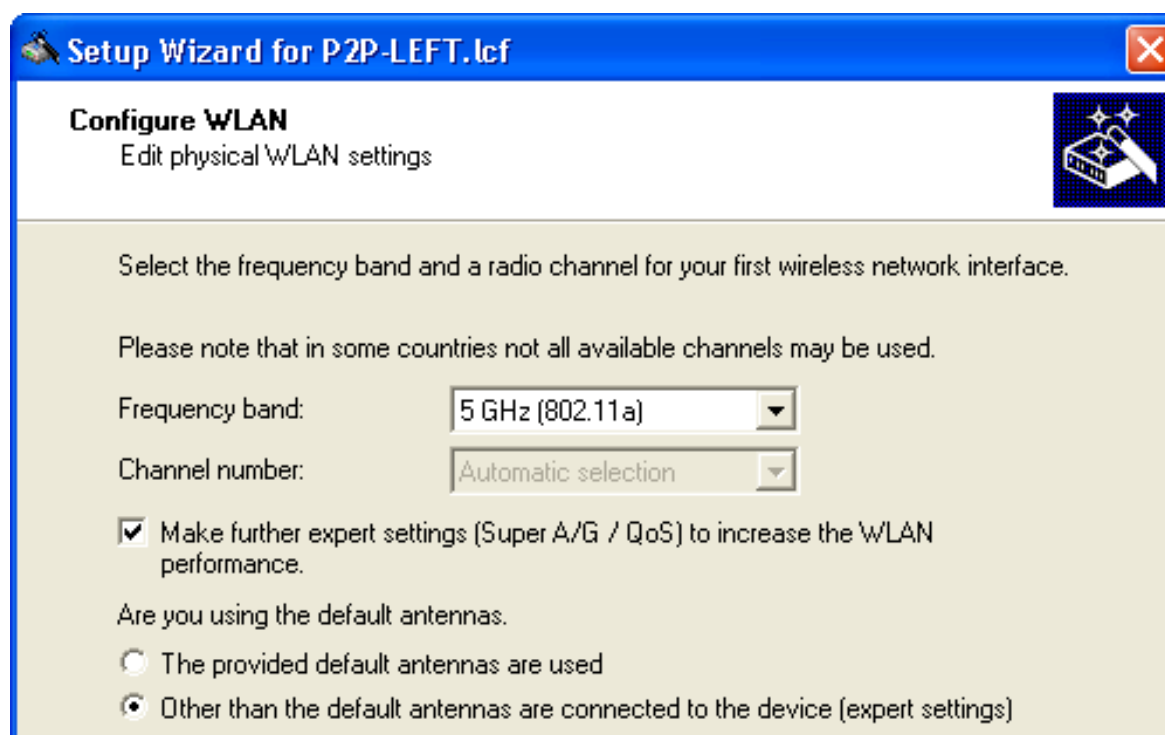 Setup Wizard for P2P-LEFT.lcf
Configure WLAN
Edit physical WLAN settings
Select the frequency band and a radio channel for your first wireless network interface.
Please note that in some countries not all available channels may be used.
Frequency band: 5 GHz (802.11a)
Channel number: Automatic selection
Make further expert settings (Super A/G / QoS) to increase the WLAN
performance.
Are you using the default antennas.
The provided default antennas are used
Other than the default antennas are connected to the device (expert settings)